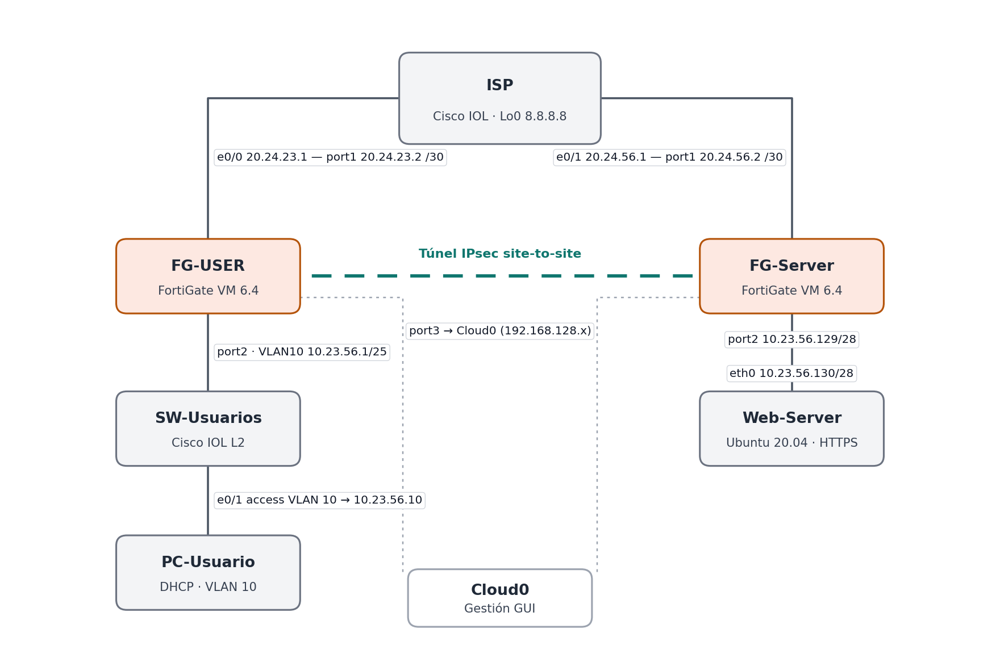 ISP
Cisco IOL · Lo0 8.8.8.8
e0/0 20.24.23.1 — port1 20.24.23.2 /30
e0/1 20.24.56.1 — port1 20.24.56.2 /30
Túnel IPsec site-to-site
FG-USER
FortiGate VM 6.4
FG-Server
FortiGate VM 6.4
port3 → Cloud0 (192.168.128.x)
port2 10.23.56.129/28
port2 · VLAN10 10.23.56.1/25
eth0 10.23.56.130/28
SW-Usuarios
Cisco IOL L2
Web-Server
Ubuntu 20.04 · HTTPS
e0/1 access VLAN 10 → 10.23.56.10
PC-Usuario
DHCP · VLAN 10
Cloud0
Gestión GUI